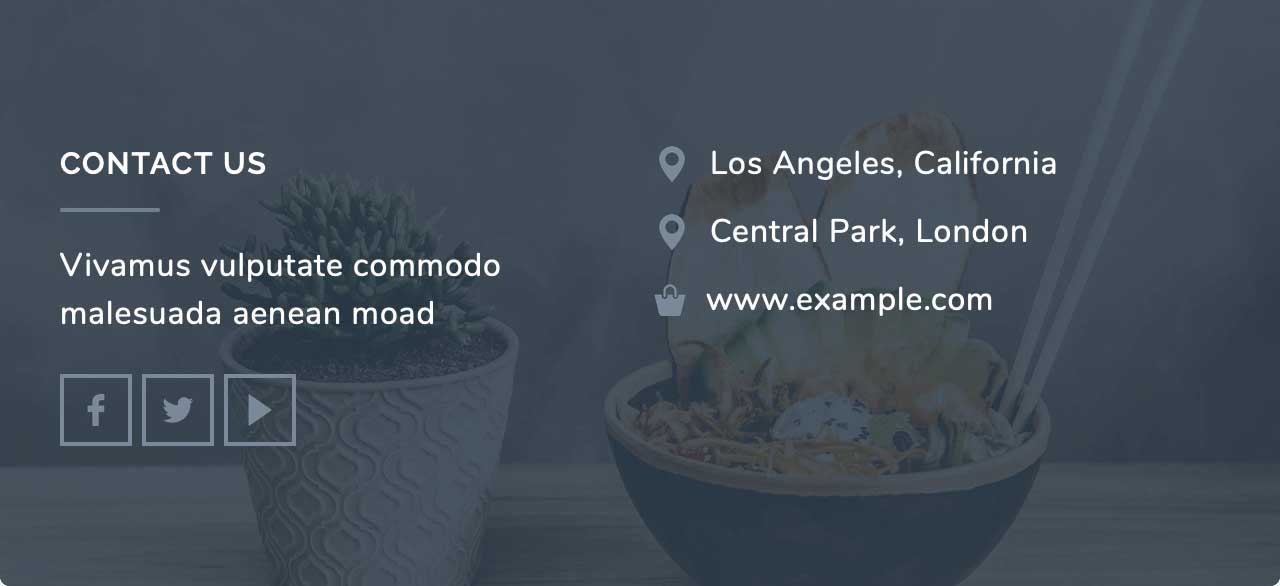 CONTACT US
Vivamus vulputate commodo
malesuada aenean moad
Los Angeles, California
Central Park, London
www.example.com